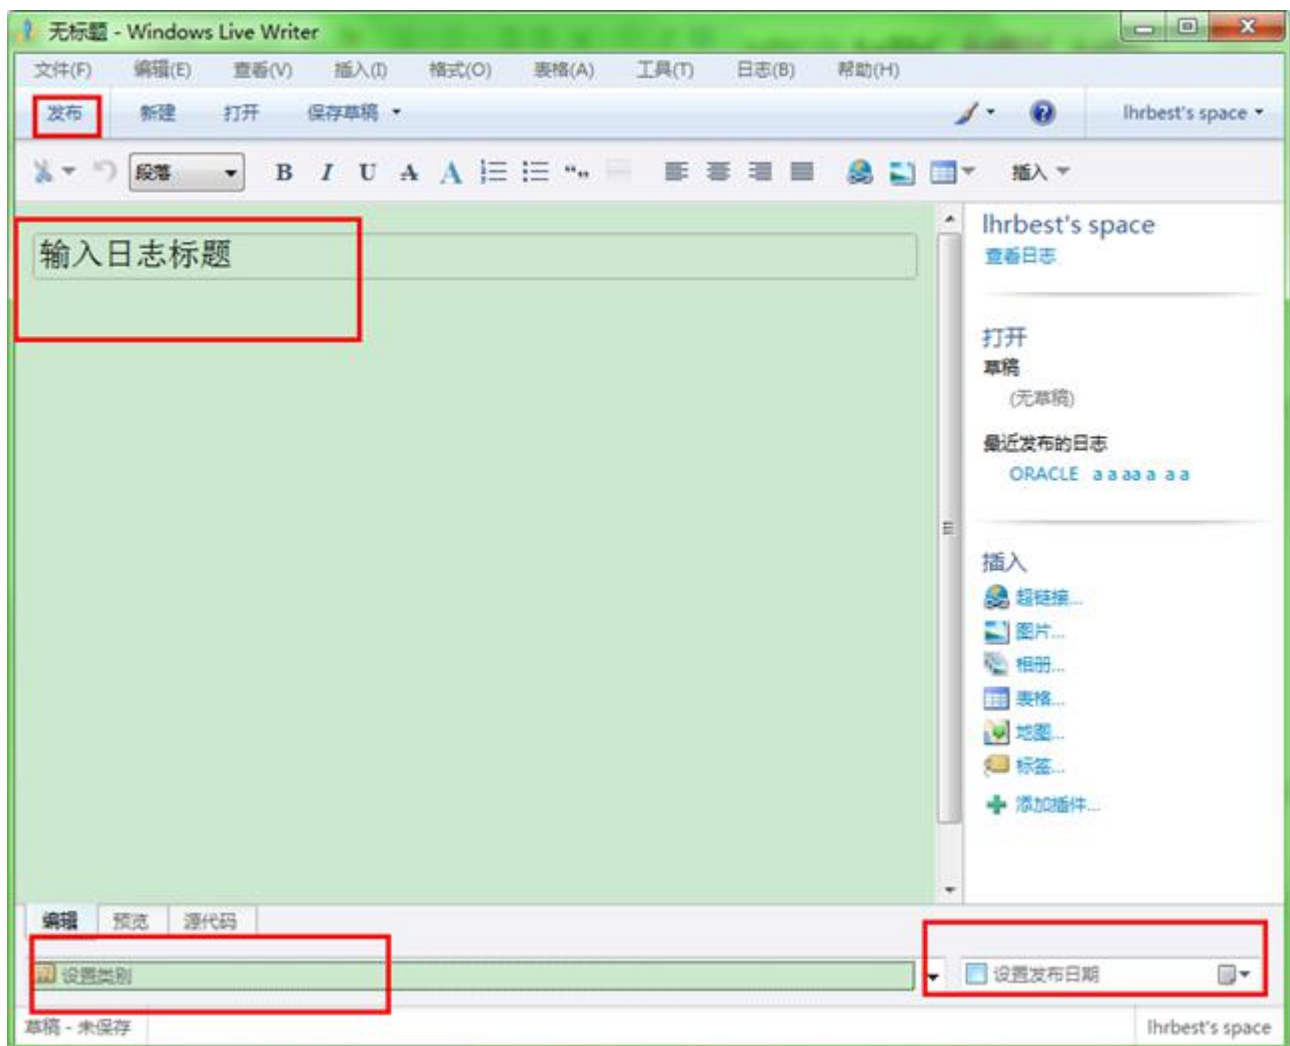 无标题 - Windows Live Writer
文件(F) 编辑(E) 查看(V) 插入(I) 格式(O) 表格(A) 工具(T) 日志(B) 帮助(H)
发布 新建 打开 保存草稿 lhrbest's space
段落 B I U A A 插入
输入日志标题
lhrbest's space
查看日志
打开
草稿
(无草稿)
最近发布的日志
ORACLE a a aa a a a
插入
超链接...
图片...
相册...
表格...
地图...
标签...
添加插件...
编辑 预览 源代码
设置类别 设置发布日期
草稿 - 未保存 lhrbest's space